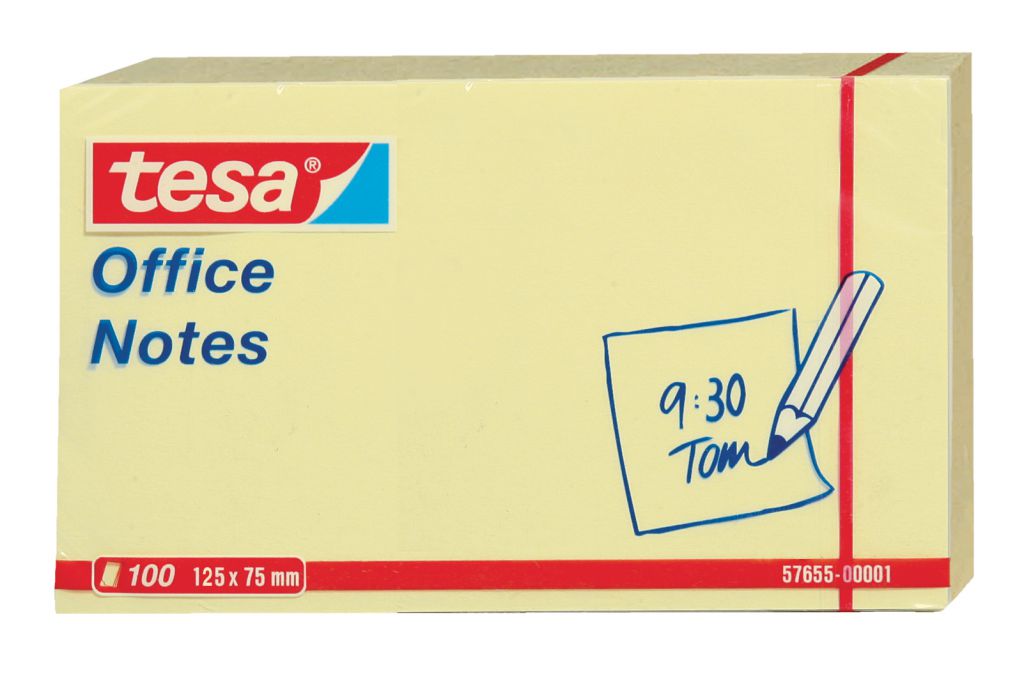 tesa®
Office
Notes
9:30
Tom
100 125 x 75 mm
57655-00001